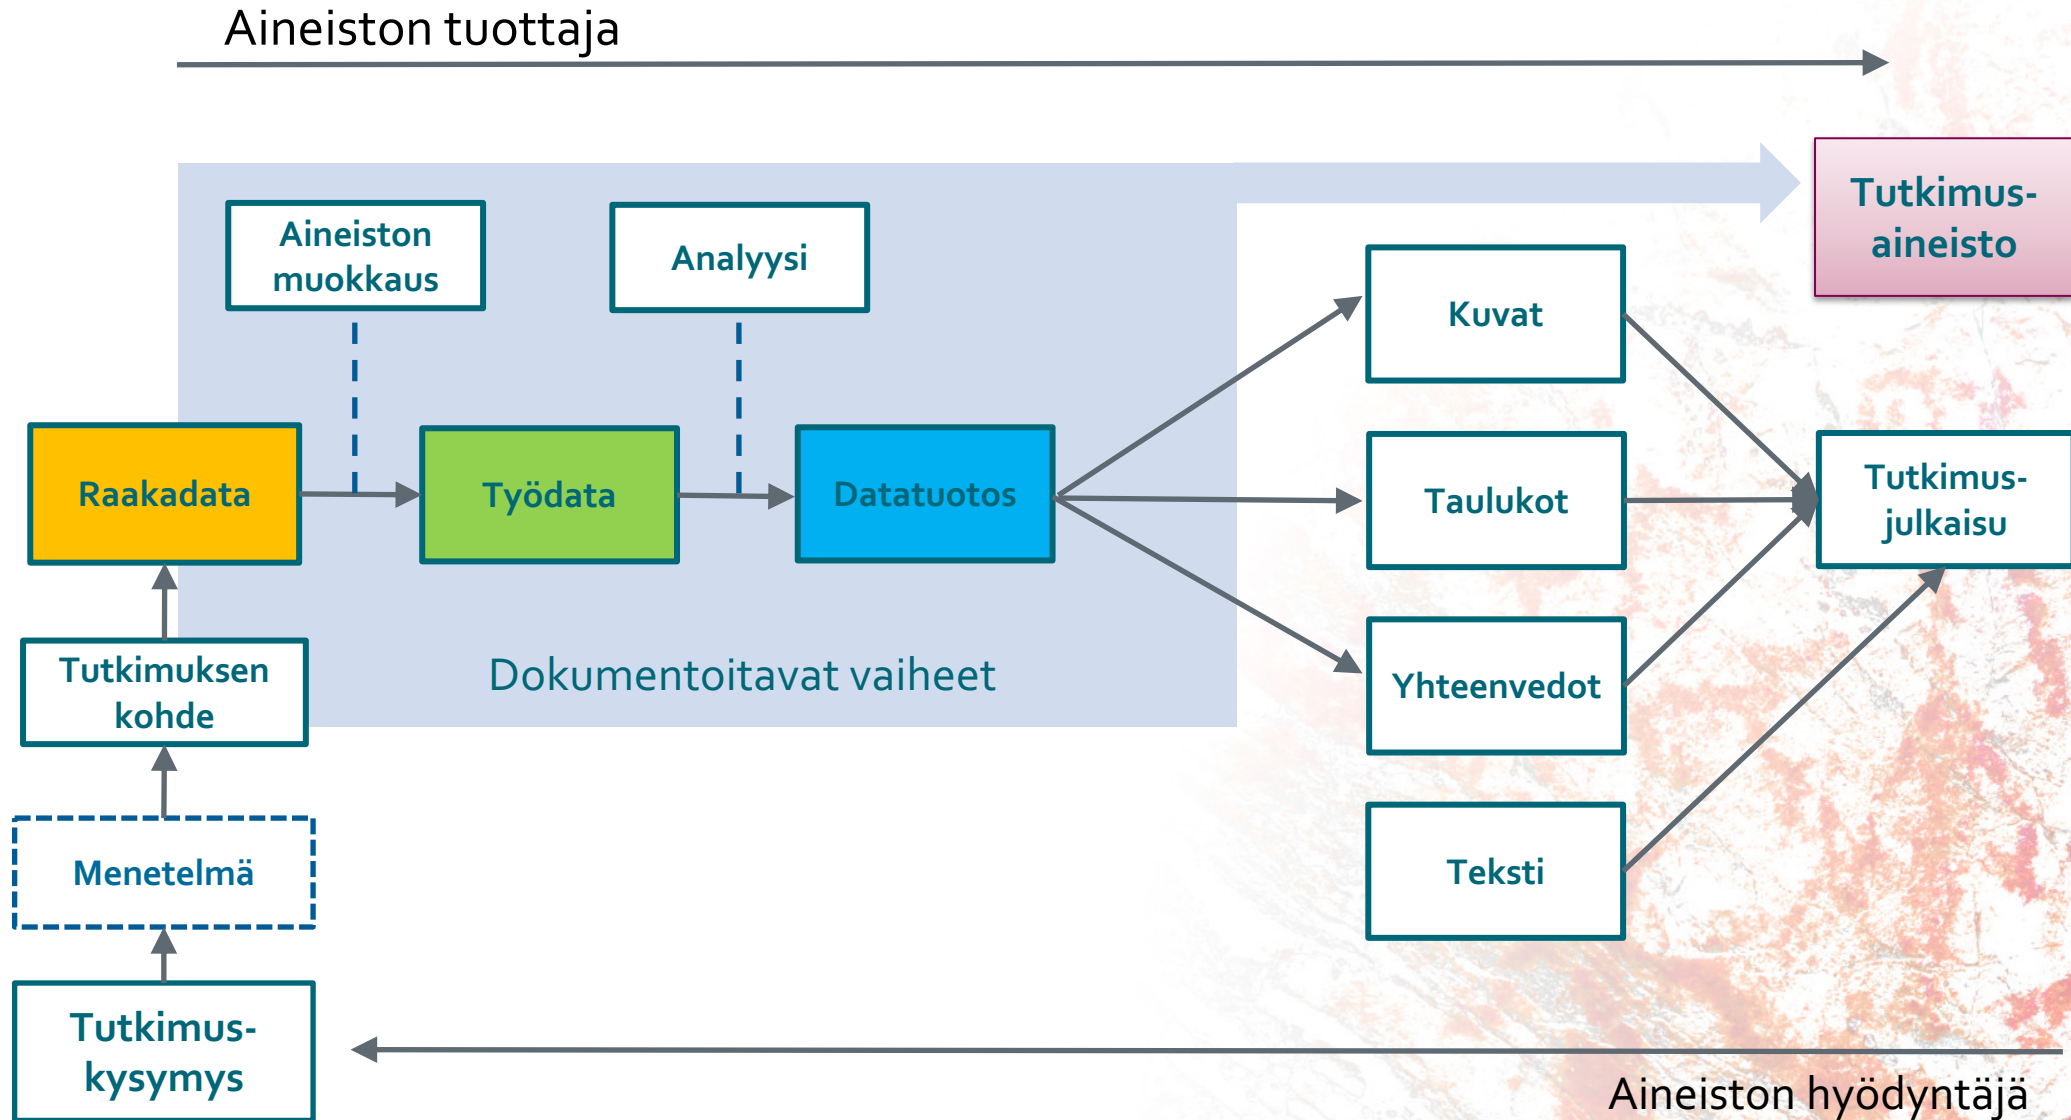 Aineiston tuottaja
Aineiston
muokkaus
Analyysi
Tutkimus-
aineisto
Kuvat
Raakadata
Työdata
Datatuotos
Taulukot
Tutkimus-
julkaisu
Tutkimuksen
kohde
Dokumentoitavat vaiheet
Yhteenvedot
Menetelmä
Teksti
Tutkimus-
kysymys
Aineiston hyödyntäjä